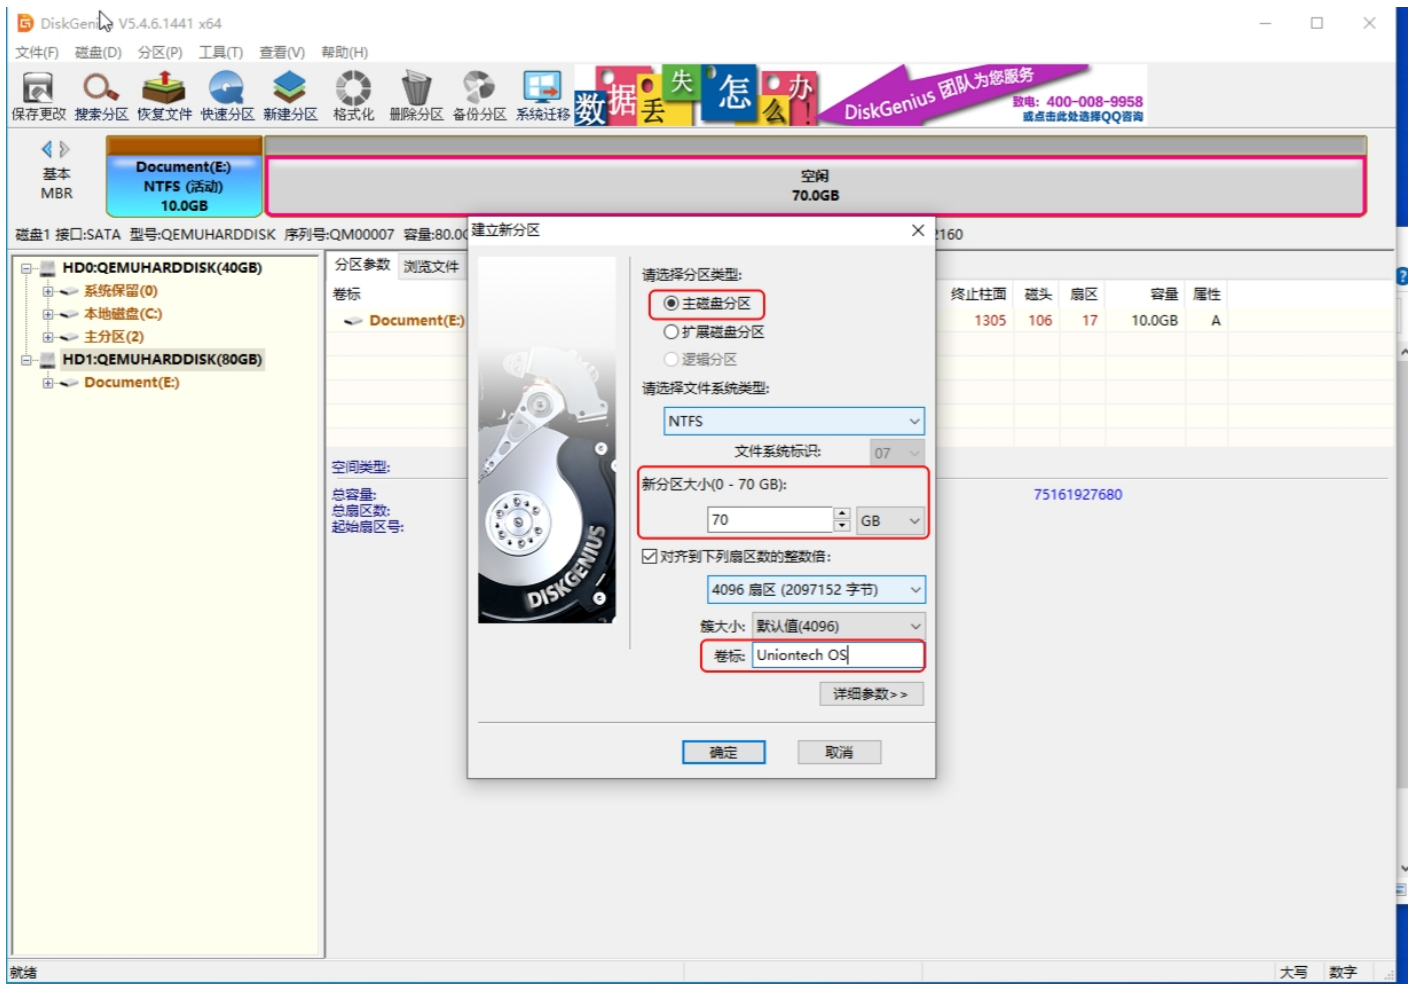 DiskGenius V5.4.6.1441 x64
文件(F) 磁盘(D) 分区(P) 工具(T) 查看(V) 帮助(H)
保存更改 搜索分区 恢复文件 快速分区 新建分区 格式化 删除分区 备份分区 系统迁移
数据丢失怎么办!
DiskGenius 团队为您服务
致电: 400-008-9958
或点击此处选择QQ咨询
基本
MBR
Document(E:)
NTFS (活动)
10.0GB
空闲
70.0GB
磁盘1 接口:SATA 型号:QEMUHARDDISK 序列号:QM00007 容量:80.0G
2160
HD0:QEMUHARDDISK(40GB)
系统保留(0)
本地磁盘(C:)
主分区(2)
HD1:QEMUHARDDISK(80GB)
Document(E:)
分区参数 浏览文件
卷标 终止柱面 磁头 扇区 容量 属性
Document(E:) 1305 106 17 10.0GB A
空间类型:
总容量: 75161927680
总扇区数:
起始扇区号:
建立新分区
请选择分区类型:
主磁盘分区
扩展磁盘分区
逻辑分区
请选择文件系统类型:
NTFS
文件系统标识: 07
新分区大小(0 - 70 GB):
70 GB
对齐到下列扇区数的整数倍:
4096 扇区 (2097152 字节)
簇大小: 默认值(4096)
卷标: Uniontech OS
详细参数>>
DISKGENIUS
确定 取消
就绪 大写 数字